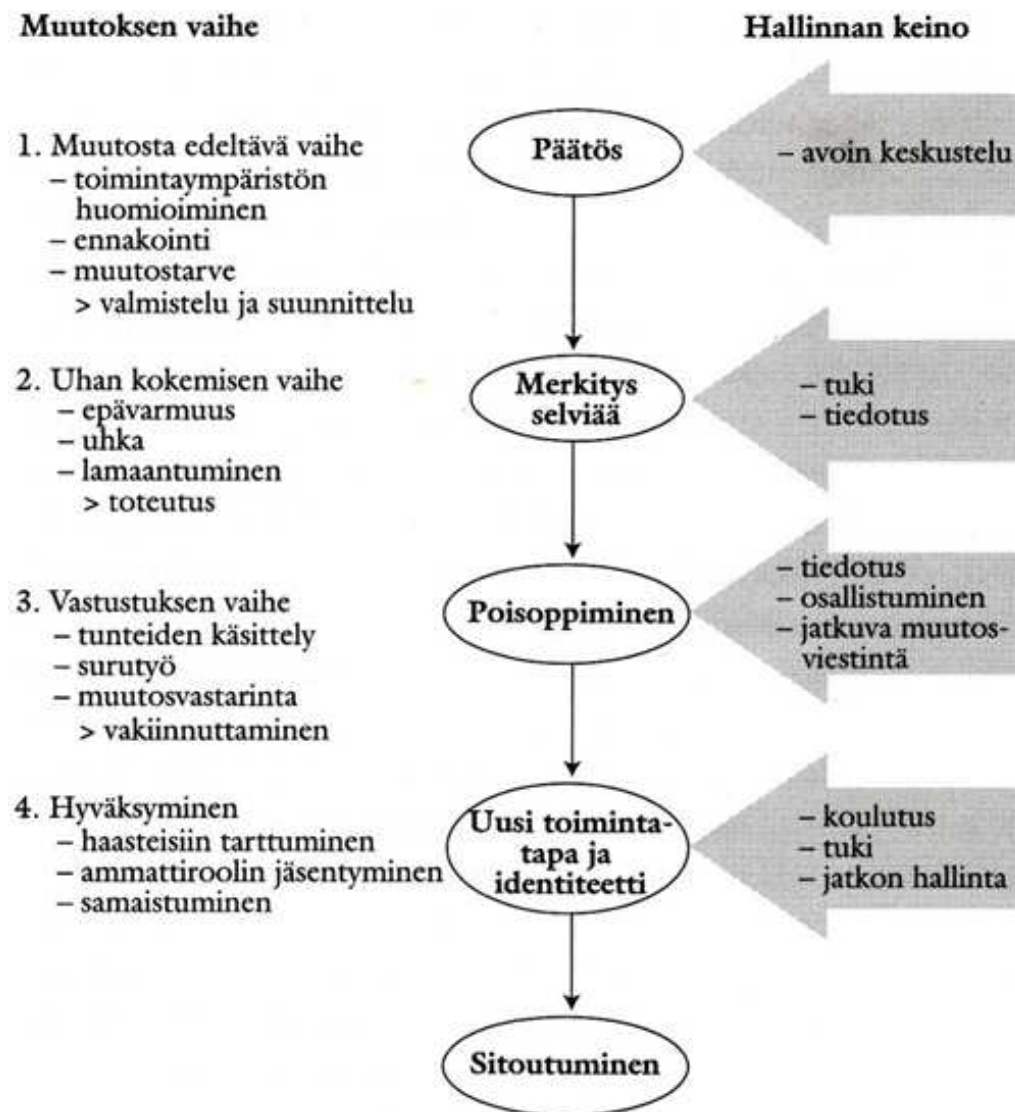 Muutoksen vaihe
Hallinnan keino
1. Muutosta edeltävä vaihe
– toimintaympäristön
huomioiminen
– ennakointi
– muutostarve
> valmistelu ja suunnittelu
Päätös
– avoin keskustelu
2. Uhan kokemisen vaihe
– epävarmuus
– uhka
– lamaantuminen
> toteutus
Merkitys
selviää
– tuki
– tiedotus
3. Vastustuksen vaihe
– tunteiden käsittely
– surutyö
– muutosvastarinta
> vakiinnuttaminen
Poisoppiminen
– tiedotus
– osallistuminen
– jatkuva muutos-
viestintä
4. Hyväksyminen
– haasteisiin tarttuminen
– ammattiroolin jäsentyminen
– samaistuminen
Uusi toiminta-
tapa ja
identiteetti
– koulutus
– tuki
– jatkon hallinta
Sitoutuminen